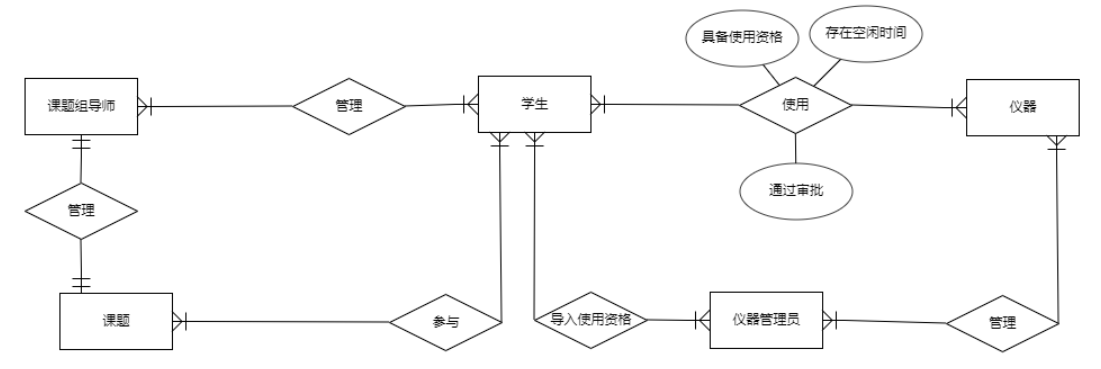 具备使用资格
存在空闲时间
课题组导师
管理
学生
使用
仪器
通过审批
管理
课题
参与
导入使用资格
仪器管理员
管理